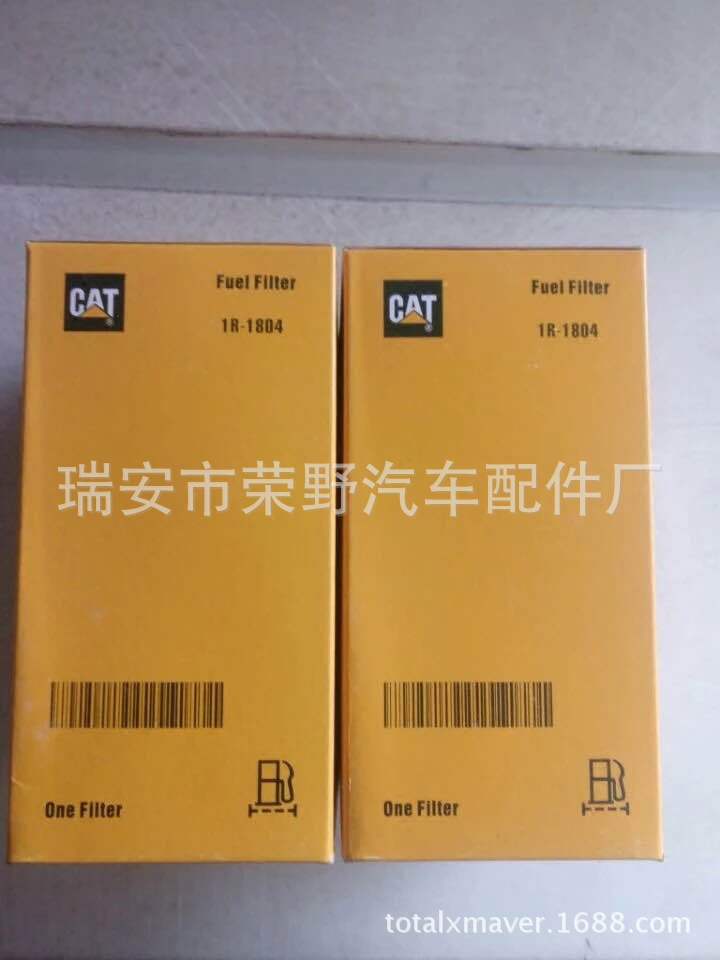 CAT
Fuel Filter
1R-1804
One Filter
CAT
Fuel Filter
1R-1804
One Filter
瑞安市荣野汽车配件厂
totalxmaver.1688.com